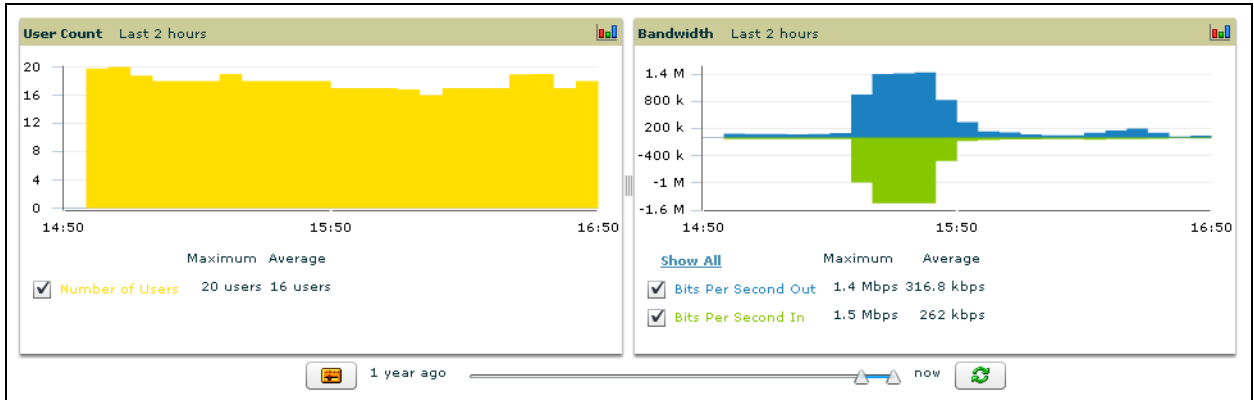 User Count Last 2 hours
20
16
12
8
4
0
14:50 15:50 16:50
Maximum Average
Number of Users 20 users 16 users
Bandwidth Last 2 hours
1.4 M
800 k
200 k
-400 k
-1 M
-1.6 M
14:50 15:50 16:50
Show All Maximum Average
Bits Per Second Out 1.4 Mbps 316.8 kbps
Bits Per Second In 1.5 Mbps 262 kbps
1 year ago now